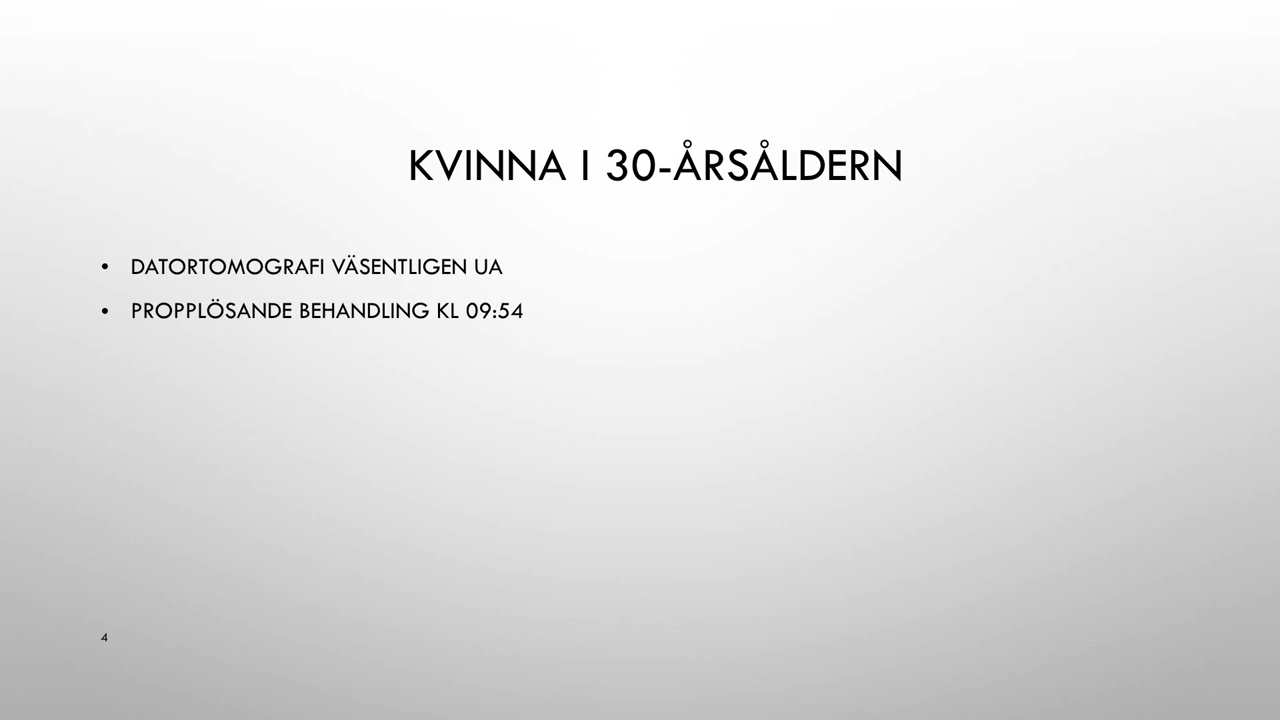 KVINNA I 30-ÅRSÅLDERN
• DATORTOMOGRAFI VÄSENTLIGEN UA
• PROPPLÖSANDE BEHANDLING KL 09:54
4